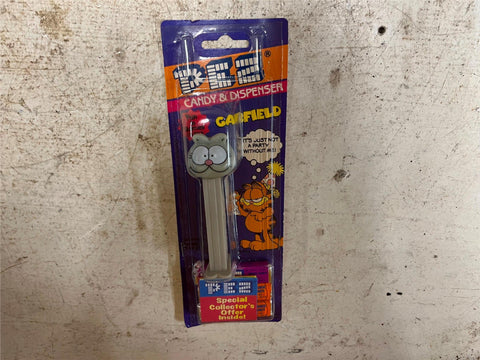 PEZ®
CANDY & DISPENSER
GARFIELD
IT'S JUST NOT
A PARTY
WITHOUT ME!
PEZ
Special
Collector's
Offer
Inside!